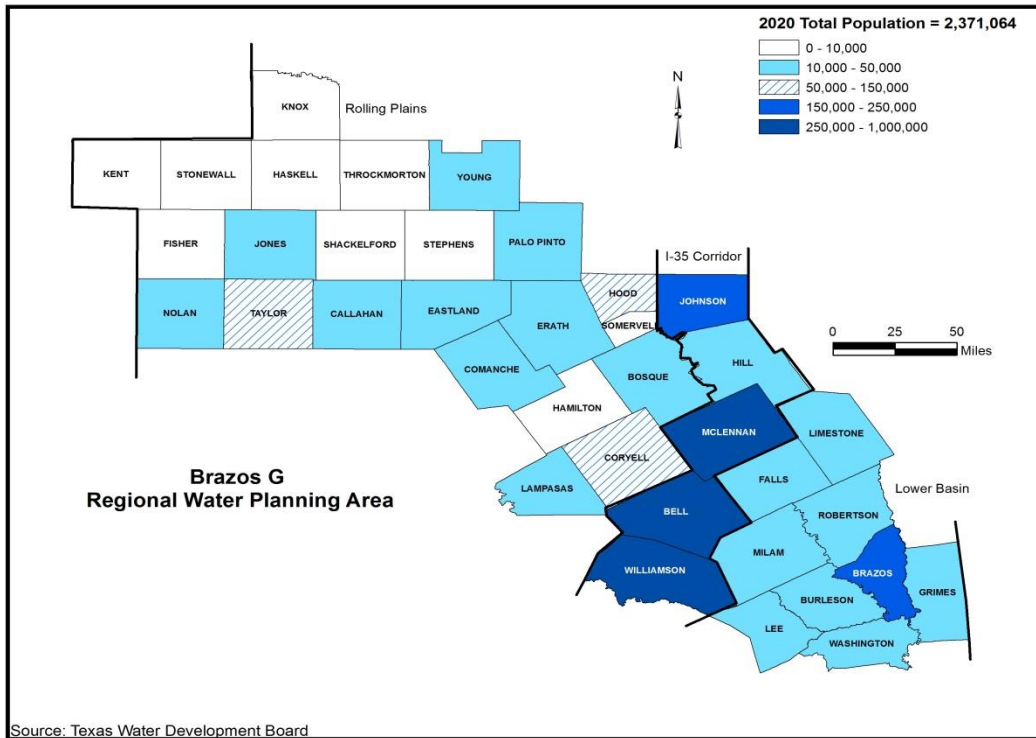 2020 Total Population = 2,371,064
0 - 10,000
10,000 - 50,000
50,000 - 150,000
150,000 - 250,000
250,000 - 1,000,000
N
KNOX
Rolling Plains
KENT
STONEWALL
HASKELL
THROCKMORTON
YOUNG
FISHER
JONES
SHACKELFORD
STEPHENS
PALO PINTO
I-35 Corridor
NOLAN
TAYLOR
CALLAHAN
EASTLAND
ERATH
HOOD
SOMERVELL
JOHNSON
0 25 50
Miles
COMANCHE
BOSQUE
HILL
HAMILTON
MCLENNAN
LIMESTONE
CORYELL
Brazos G
Regional Water Planning Area
LAMPASAS
FALLS
BELL
Lower Basin
ROBERTSON
MILAM
WILLIAMSON
BRAZOS
GRIMES
BURLESON
LEE
WASHINGTON
Source: Texas Water Development Board